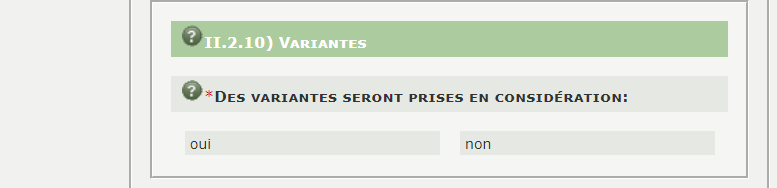 ? II.2.10) Variantes
? *Des variantes seront prises en considération:
oui non